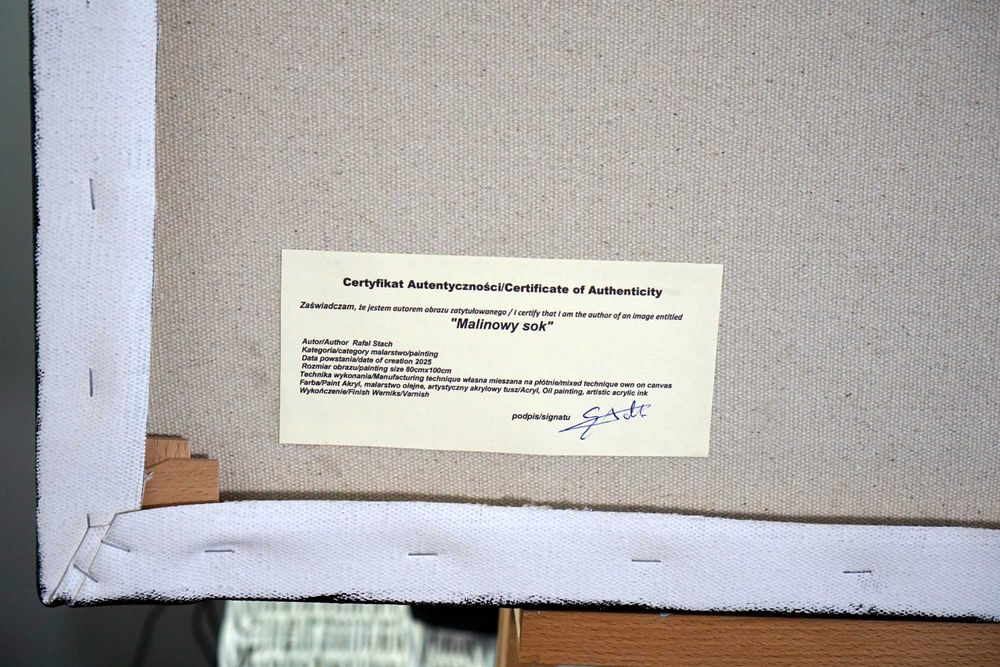 Certyfikat Autentyczności/Certificate of Authenticity
Zaświadczam, że jestem autorem obrazu zatytułowanego / I certify that I am the author of an image entitled
"Malinowy sok"
Autor/Author Rafał Stach
Kategoria/category malarstwo/painting
Data powstania/date of creation 2025
Rozmiar obrazu/painting size 80cmx100cm
Technika wykonania/Manufacturing technique własna mieszana na płótnie/mixed technique own on canvas
Farba/Paint Akryl, malarstwo olejne, artystyczny akrylowy tusz/Acryl, Oil painting, artistic acrylic ink
Wykończenie/Finish Werniks/Varnish
podpis/signatu